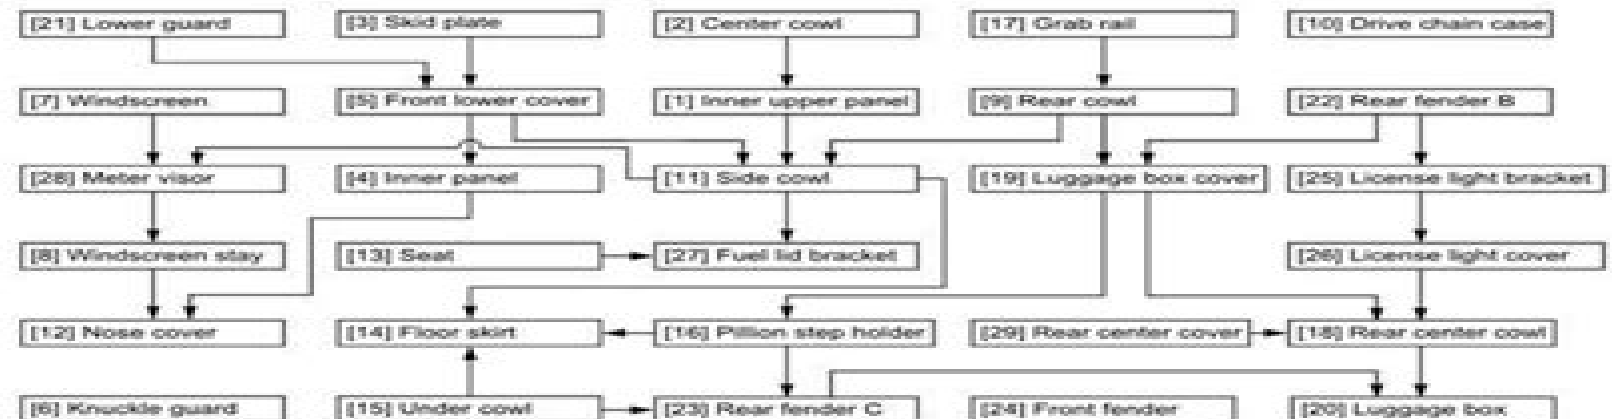 [21] Lower guard
[3] Skid plate
[2] Center cowl
[17] Grab rail
[10] Drive chain case
[7] Windscreen
[5] Front lower cover
[1] Inner upper panel
[9] Rear cowl
[22] Rear fender B
[28] Meter visor
[4] Inner panel
[11] Side cowl
[19] Luggage box cover
[25] License light bracket
[8] Windscreen stay
[13] Seat
[27] Fuel lid bracket
[26] License light cover
[12] Nose cover
[14] Floor skirt
[16] Pillion step holder
[29] Rear center cover
[18] Rear center cowl
[6] Knuckle guard
[15] Under cowl
[23] Rear fender C
[24] Front fender
[20] Luggage box